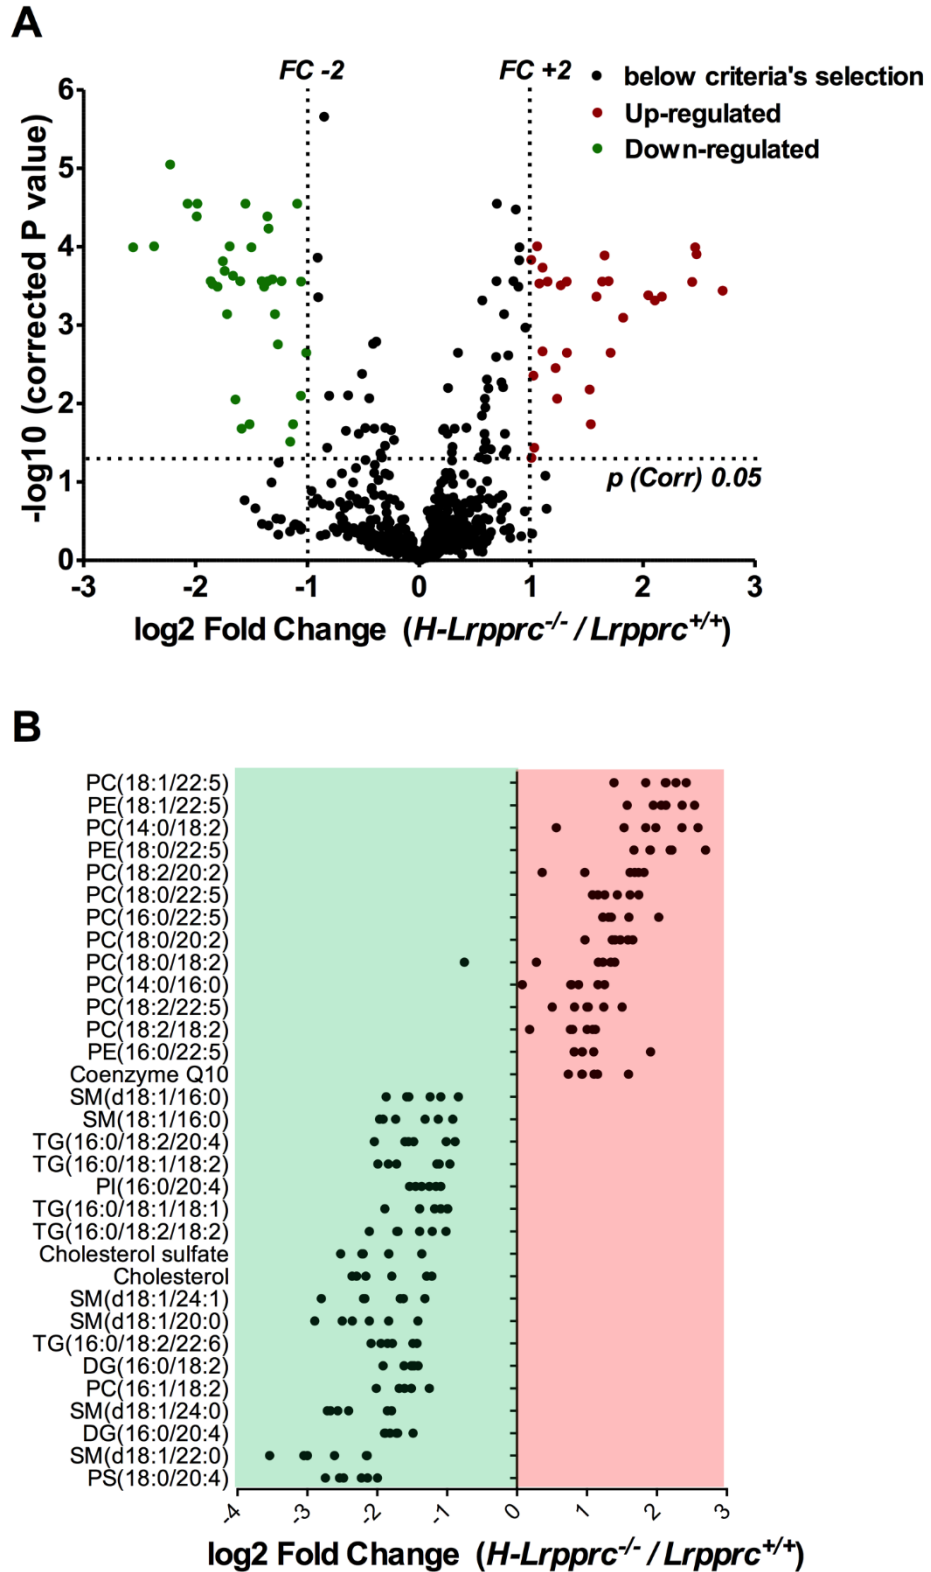 A
FC -2
FC +2
below criteria's selection
Up-regulated
Down-regulated
6
5
4
3
2
1
0
-log10 (corrected P value)
p (Corr) 0.05
-3 -2 -1 0 1 2 3
log2 Fold Change (H-Lrpprc-/- / Lrpprc+/+)
B
PC(18:1/22:5)
PE(18:1/22:5)
PC(14:0/18:2)
PE(18:0/22:5)
PC(18:2/20:2)
PC(18:0/22:5)
PC(16:0/22:5)
PC(18:0/20:2)
PC(18:0/18:2)
PC(14:0/16:0)
PC(18:2/22:5)
PC(18:2/18:2)
PE(16:0/22:5)
Coenzyme Q10
SM(d18:1/16:0)
SM(18:1/16:0)
TG(16:0/18:2/20:4)
TG(16:0/18:1/18:2)
PI(16:0/20:4)
TG(16:0/18:1/18:1)
TG(16:0/18:2/18:2)
Cholesterol sulfate
Cholesterol
SM(d18:1/24:1)
SM(d18:1/20:0)
TG(16:0/18:2/22:6)
DG(16:0/18:2)
PC(16:1/18:2)
SM(d18:1/24:0)
DG(16:0/20:4)
SM(d18:1/22:0)
PS(18:0/20:4)
-4 -3 -2 -1 0 1 2 3
log2 Fold Change (H-Lrpprc-/- / Lrpprc+/+)